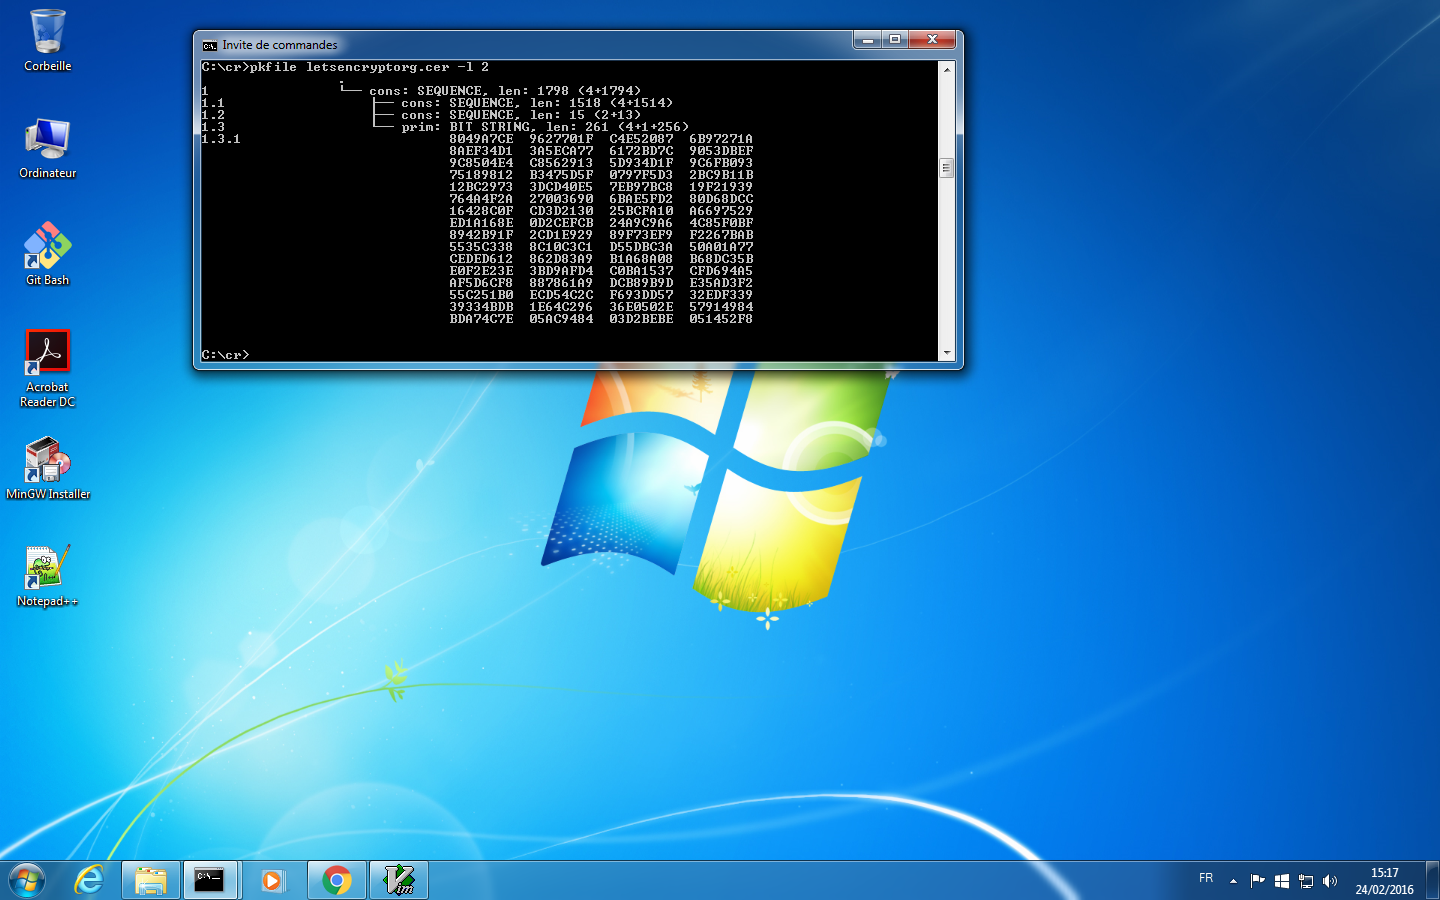 Corbeille
Ordinateur
Git Bash
Acrobat
Reader DC
MinGW Installer
Notepad++
Invite de commandes
C:\cr>pkfile letsencryptorg.cer -l 2
1 cons: SEQUENCE, len: 1798 (4+1794)
1.1 cons: SEQUENCE, len: 1518 (4+1514)
1.2 cons: SEQUENCE, len: 15 (2+13)
1.3 prim: BIT STRING, len: 261 (4+1+256)
1.3.1 8049A7CE 9627701F C4E52087 6B97271A
8AEF34D1 3A5ECA77 6172BD7C 9053DBEF
9C8504E4 C8562913 5D934D1F 9C6FB093
75189812 B3475D5F 0797F5D3 2BC9B11B
12BC2973 3DCD40E5 7EB97BC8 19F21939
764A4F2A 27003690 6BAE5FD2 80D68DCC
16428C0F CD3D2130 25BCFA10 A6697529
ED1A168E 0D2CEFCB 24A9C9A6 4C85F0BF
8942B91F 2CD1E929 89F73EF9 F2267BAB
5535C338 8C10C3C1 D55DBC3A 50A01A77
CEDED612 862D83A9 B1A68A08 B68DC35B
E0F2E23E 3BD9AFD4 C0BA1537 CFD694A5
AF5D6CF8 887861A9 DCB89B9D E35AD3F2
55C251B0 ECD54C2C F693DD57 32EDF339
39334BDB 1E64C296 36E0502E 57914984
BDA74C7E 05AC9484 03D2BEBE 051452F8
C:\cr>
FR
15:17
24/02/2016